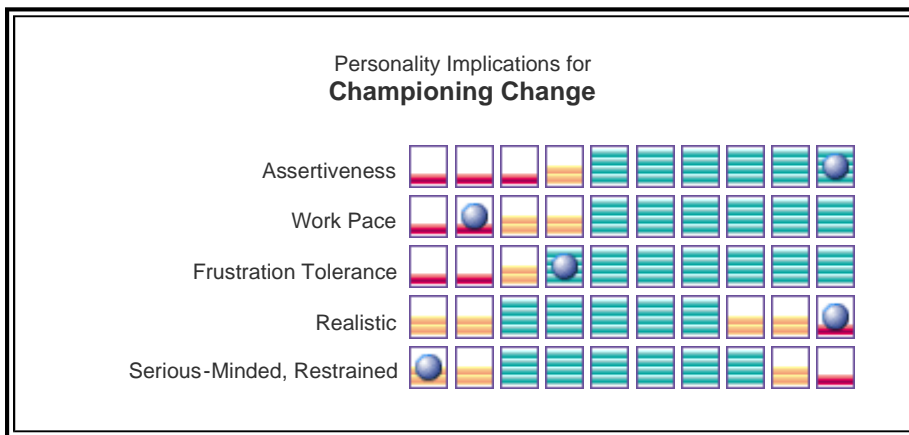 Personality Implications for
Championing Change
Assertiveness
Work Pace
Frustration Tolerance
Realistic
Serious-Minded, Restrained